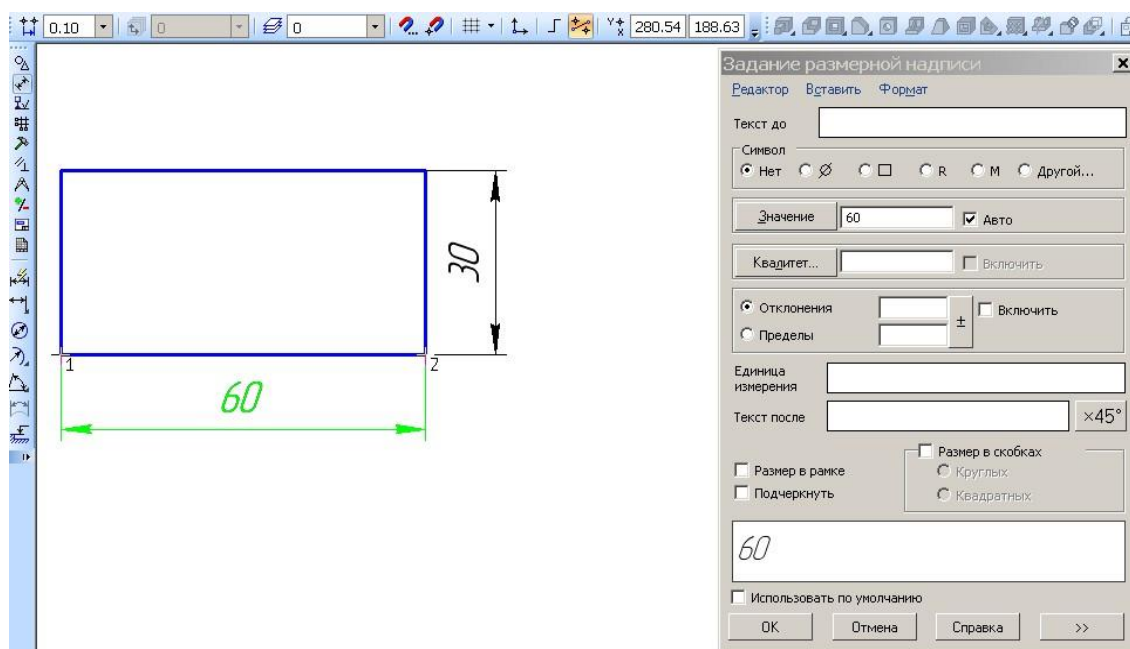 0.10 0 0 280.54 188.63
Задание размерной надписи
Редактор Вставить Формат
Текст до
Символ
Нет Ø □ R M Другой...
Значение 60 Авто
Квалитет... Включить
Отклонения Включить
±
Пределы
Единица
измерения
Текст после ×45°
Размер в скобках
Размер в рамке Круглых
Подчеркнуть Квадратных
60
Использовать по умолчанию
OK Отмена Справка >>
30
1 2
60